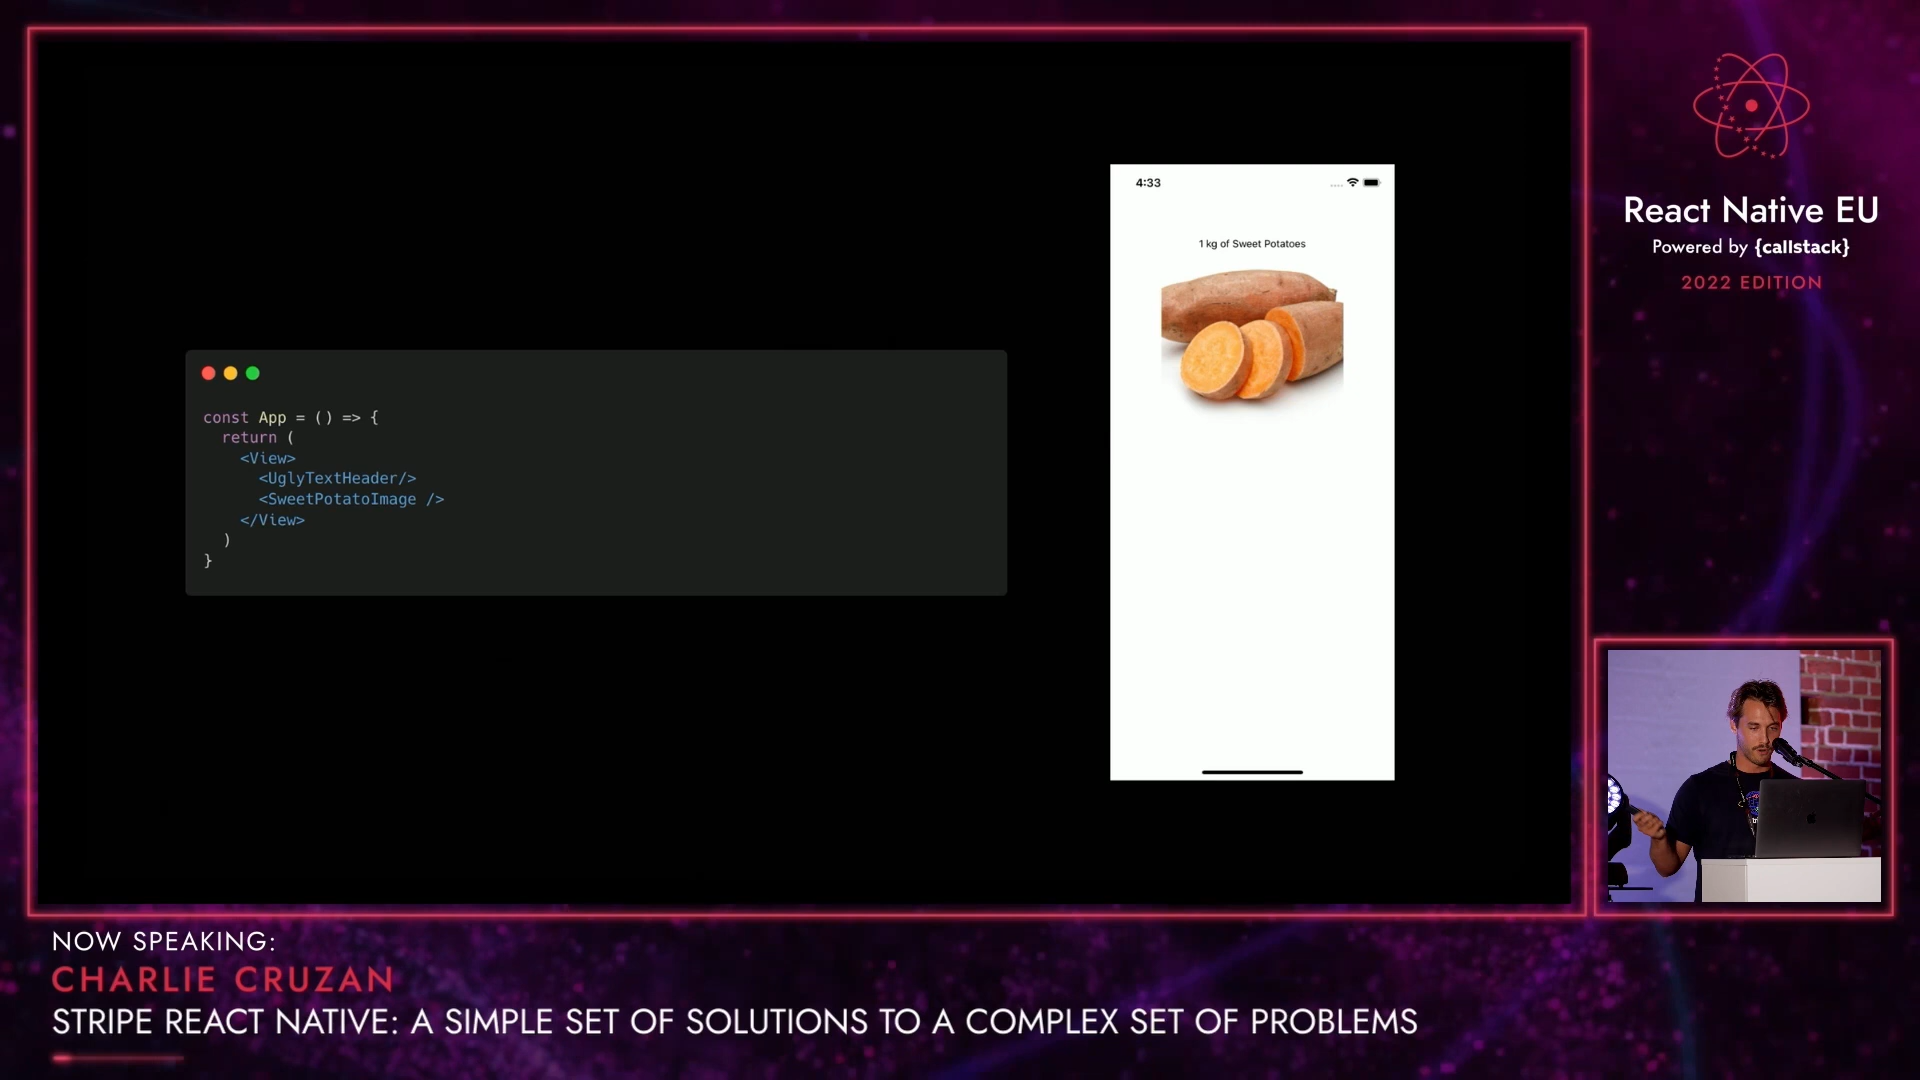 const App = () => {
  return (
    <View>
      <UglyTextHeader/>
      <SweetPotatoImage />
    </View>
  )
}
4:33
1 kg of Sweet Potatoes
React Native EU
Powered by {callstack}
2022 EDITION
NOW SPEAKING:
CHARLIE CRUZAN
STRIPE REACT NATIVE: A SIMPLE SET OF SOLUTIONS TO A COMPLEX SET OF PROBLEMS